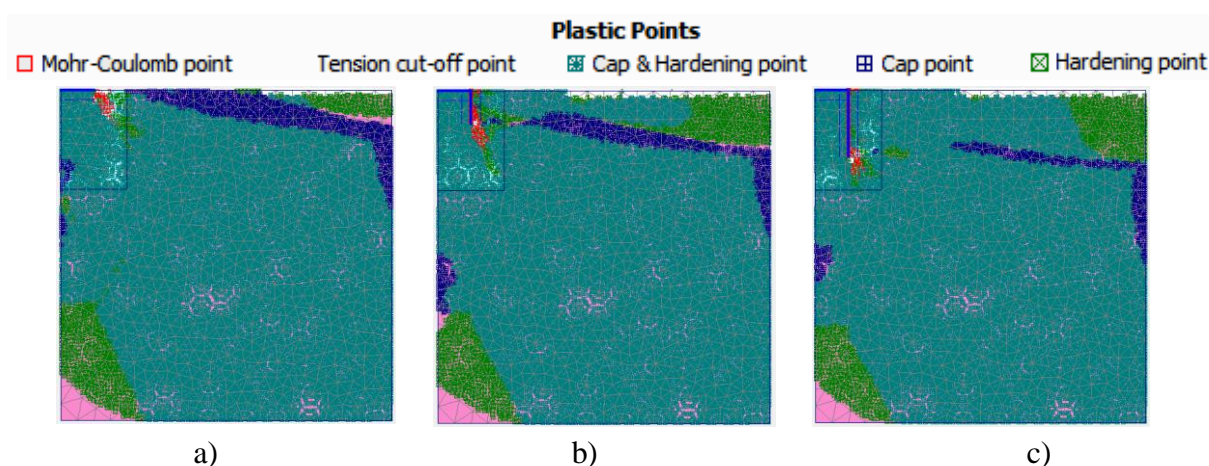 Plastic Points
Mohr-Coulomb point Tension cut-off point Cap & Hardening point Cap point Hardening point
a) b) c)